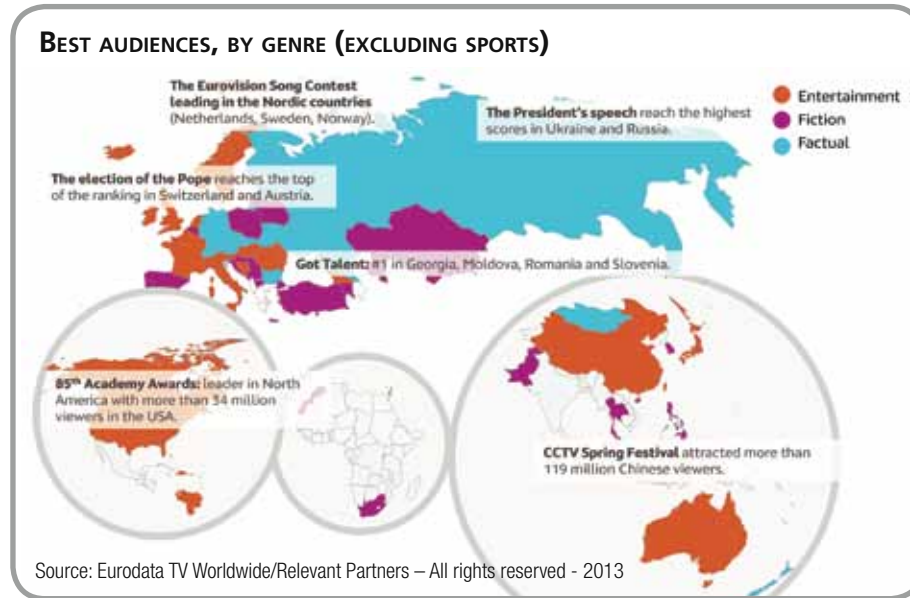 BEST AUDIENCES, BY GENRE (EXCLUDING SPORTS)
The Eurovision Song Contest
leading in the Nordic countries
(Netherlands, Sweden, Norway).
The President's speech reach the highest
scores in Ukraine and Russia.
Entertainment
Fiction
Factual
The election of the Pope reaches the top
of the ranking in Switzerland and Austria.
Got Talent: #1 in Georgia, Moldova, Romania and Slovenia.
85th Academy Awards: leader in North
America with more than 34 million
viewers in the USA.
CCTV Spring Festival attracted more than
119 million Chinese viewers.
Source: Eurodata TV Worldwide/Relevant Partners – All rights reserved - 2013